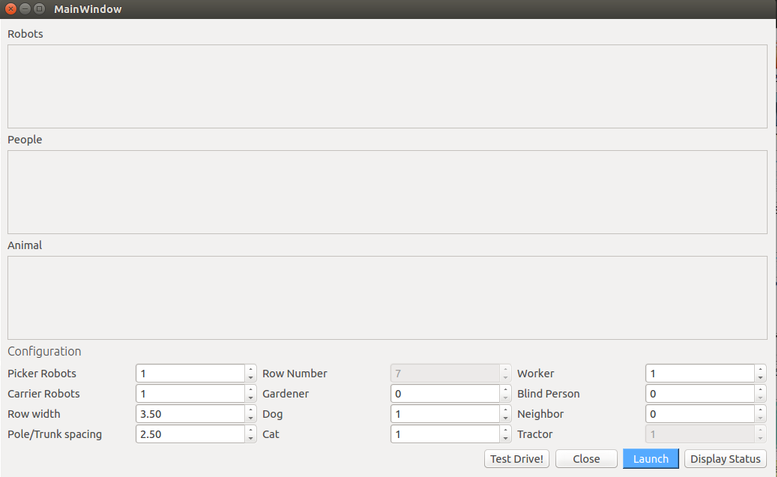 MainWindow
Robots
People
Animal
Configuration
Picker Robots 1 Row Number 7 Worker 1
Carrier Robots 1 Gardener 0 Blind Person 0
Row width 3.50 Dog 1 Neighbor 0
Pole/Trunk spacing 2.50 Cat 1 Tractor 1
Test Drive! Close Launch Display Status